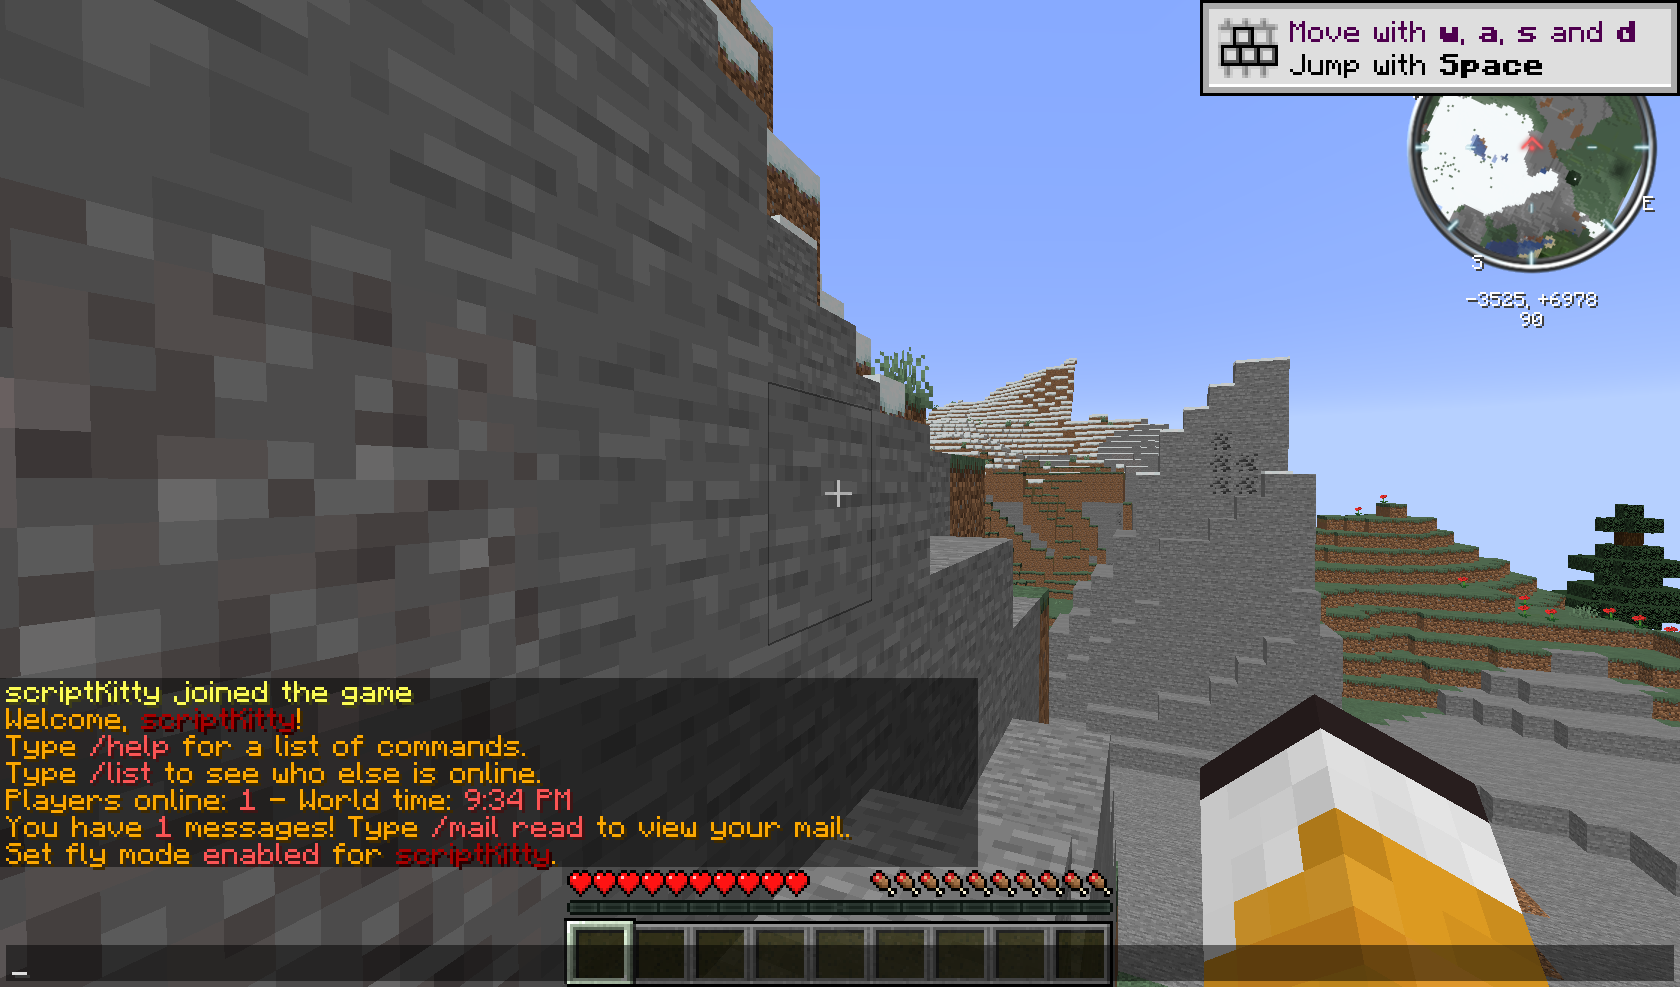 Move with w, a, s and d
Jump with Space
E
S
-3525, +6978
90
scriptKitty joined the game
Welcome, scriptKitty!
Type /help for a list of commands.
Type /list to see who else is online.
Players online: 1 – World time: 9:34 PM
You have 1 messages! Type /mail read to view your mail.
Set fly mode enabled for scriptKitty.
_